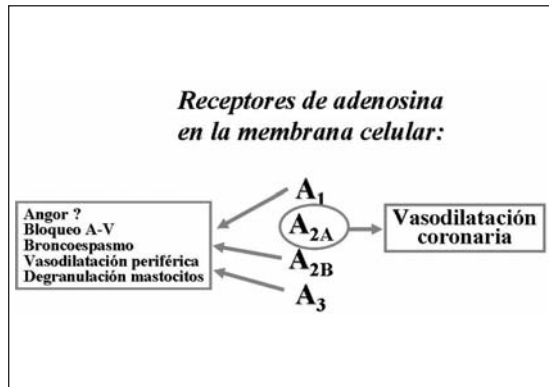 Receptores de adenosina
en la membrana celular:
Angor ?
Bloqueo A-V
Broncoespasmo
Vasodilatación periférica
Degranulación mastocitos
A1
A2A
A2B
A3
Vasodilatación
coronaria